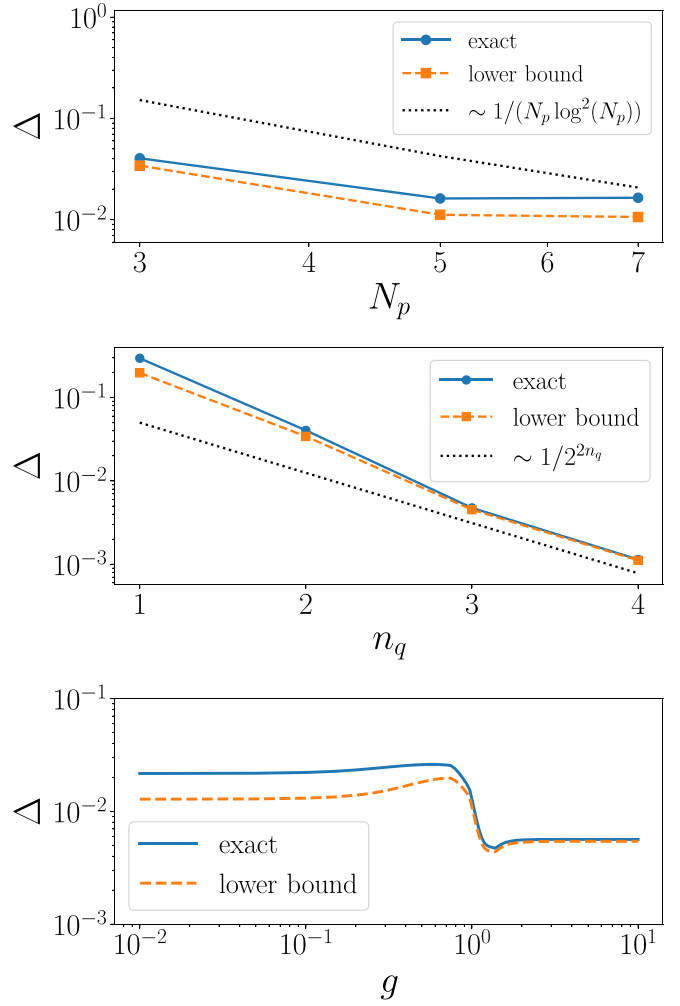 10^0
10^{-1}
10^{-2}
Δ
exact
lower bound
∼ 1/(N_p log^2(N_p))
3 4 5 6 7
N_p
10^{-1}
10^{-2}
10^{-3}
Δ
exact
lower bound
∼ 1/2^{2n_q}
1 2 3 4
n_q
10^{-1}
10^{-2}
10^{-3}
Δ
exact
lower bound
10^{-2} 10^{-1} 10^0 10^1
g